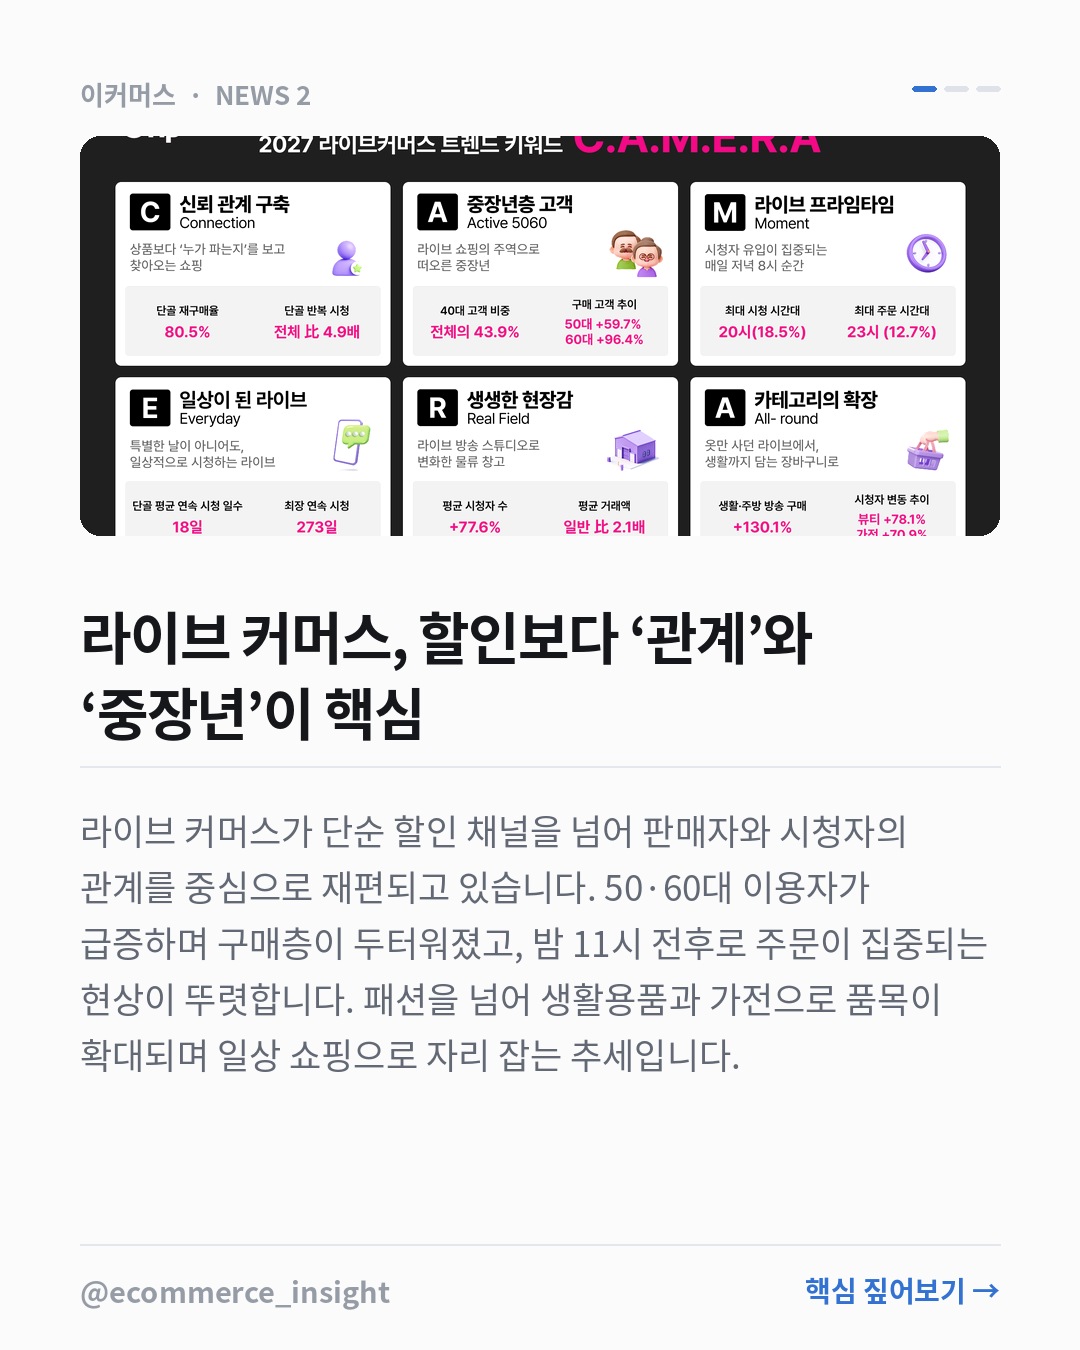 이커머스 · NEWS 2
2027 라이브커머스 트렌드 키워드 C.A.M.E.R.A
C 신뢰 관계 구축
Connection
상품보다 ‘누가 파는지’를 보고
찾아오는 쇼핑
단골 재구매율 단골 반복 시청
80.5% 전체 比 4.9배
A 중장년층 고객
Active 5060
라이브 쇼핑의 주역으로
떠오른 중장년
40대 고객 비중 구매 고객 추이
전체의 43.9% 50대 +59.7%
60대 +96.4%
M 라이브 프라임타임
Moment
시청자 유입이 집중되는
매일 저녁 8시 순간
최대 시청 시간대 최대 주문 시간대
20시(18.5%) 23시 (12.7%)
E 일상이 된 라이브
Everyday
특별한 날이 아니어도,
일상적으로 시청하는 라이브
단골 평균 연속 시청 일수 최장 연속 시청
18일 273일
R 생생한 현장감
Real Field
라이브 방송 스튜디오로
변화한 물류 창고
평균 시청자 수 평균 거래액
+77.6% 일반 比 2.1배
A 카테고리의 확장
All- round
옷만 사던 라이브에서,
생활까지 담는 장바구니로
생활·주방 방송 구매 시청자 변동 추이
+130.1% 뷰티 +78.1%
가전 +70.9%
라이브 커머스, 할인보다 ‘관계’와
‘중장년’이 핵심
라이브 커머스가 단순 할인 채널을 넘어 판매자와 시청자의
관계를 중심으로 재편되고 있습니다. 50·60대 이용자가
급증하며 구매층이 두터워졌고, 밤 11시 전후로 주문이 집중되는
현상이 뚜렷합니다. 패션을 넘어 생활용품과 가전으로 품목이
확대되며 일상 쇼핑으로 자리 잡는 추세입니다.
@ecommerce_insight
핵심 짚어보기 →